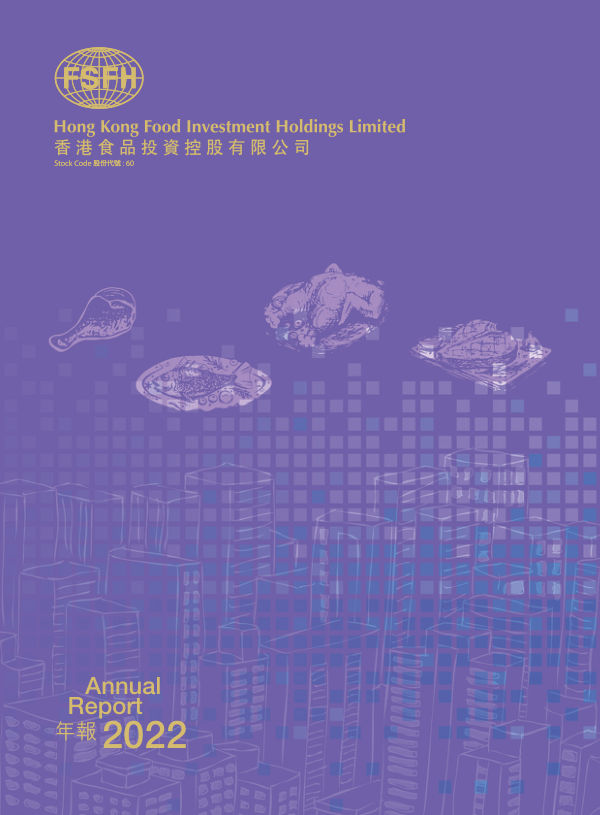 FSFH
Hong Kong Food Investment Holdings Limited
香港食品投資控股有限公司
Stock Code 股份代號 : 60
Annual
Report
年報 2022